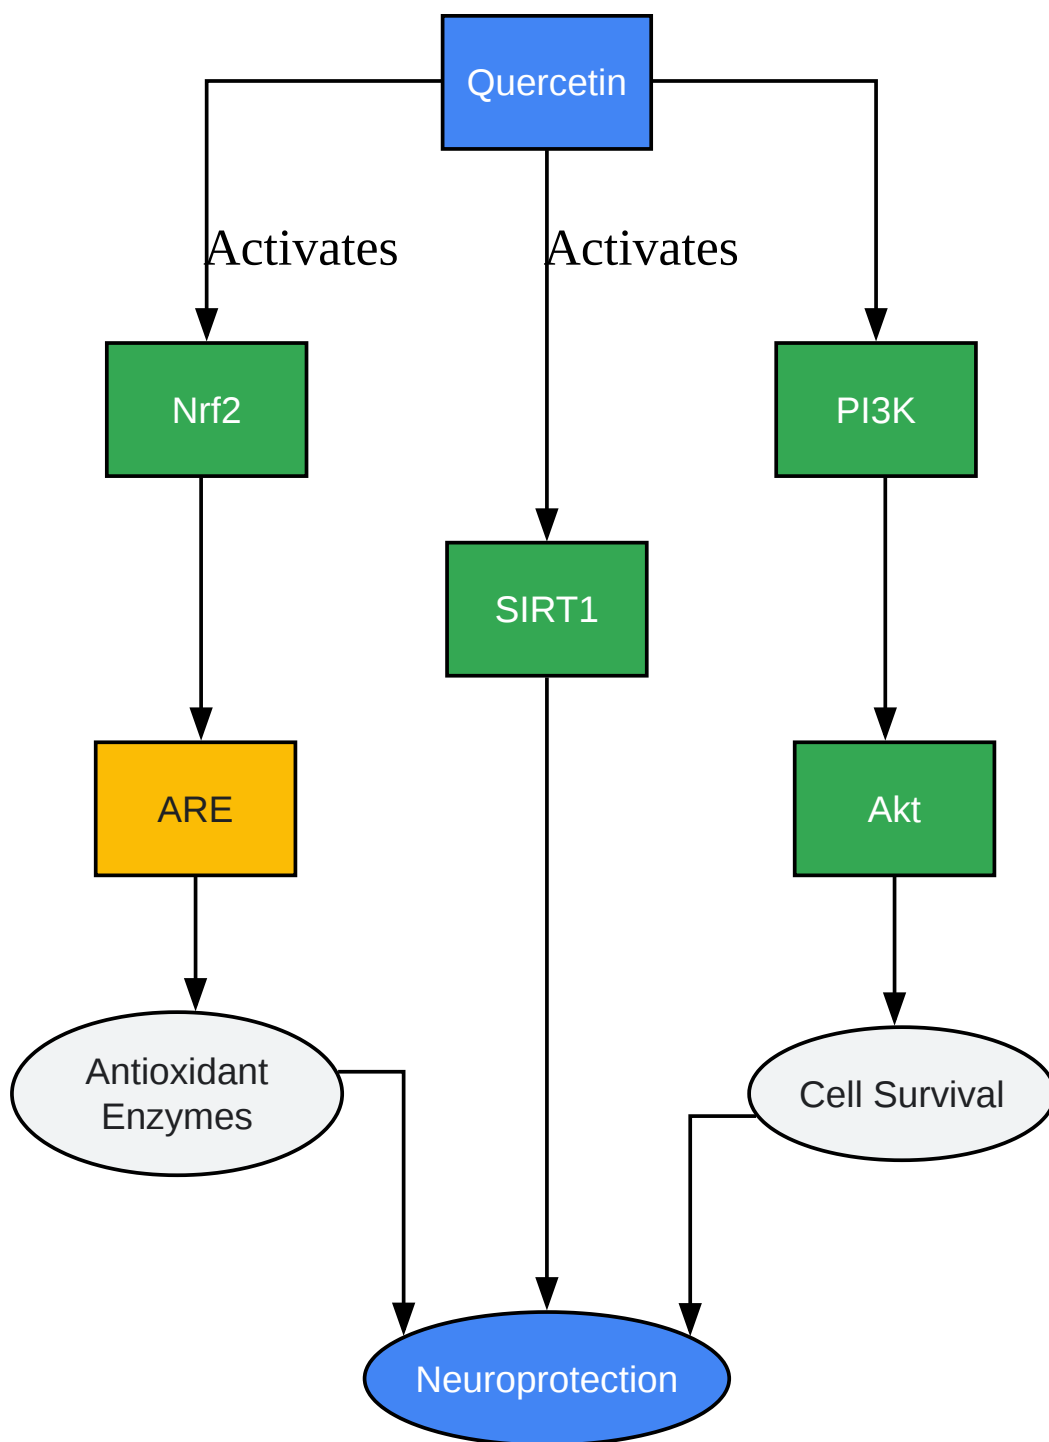 Quercetin
Activates
Activates
Nrf2
PI3K
SIRT1
ARE
Akt
Antioxidant
Enzymes
Cell Survival
Neuroprotection